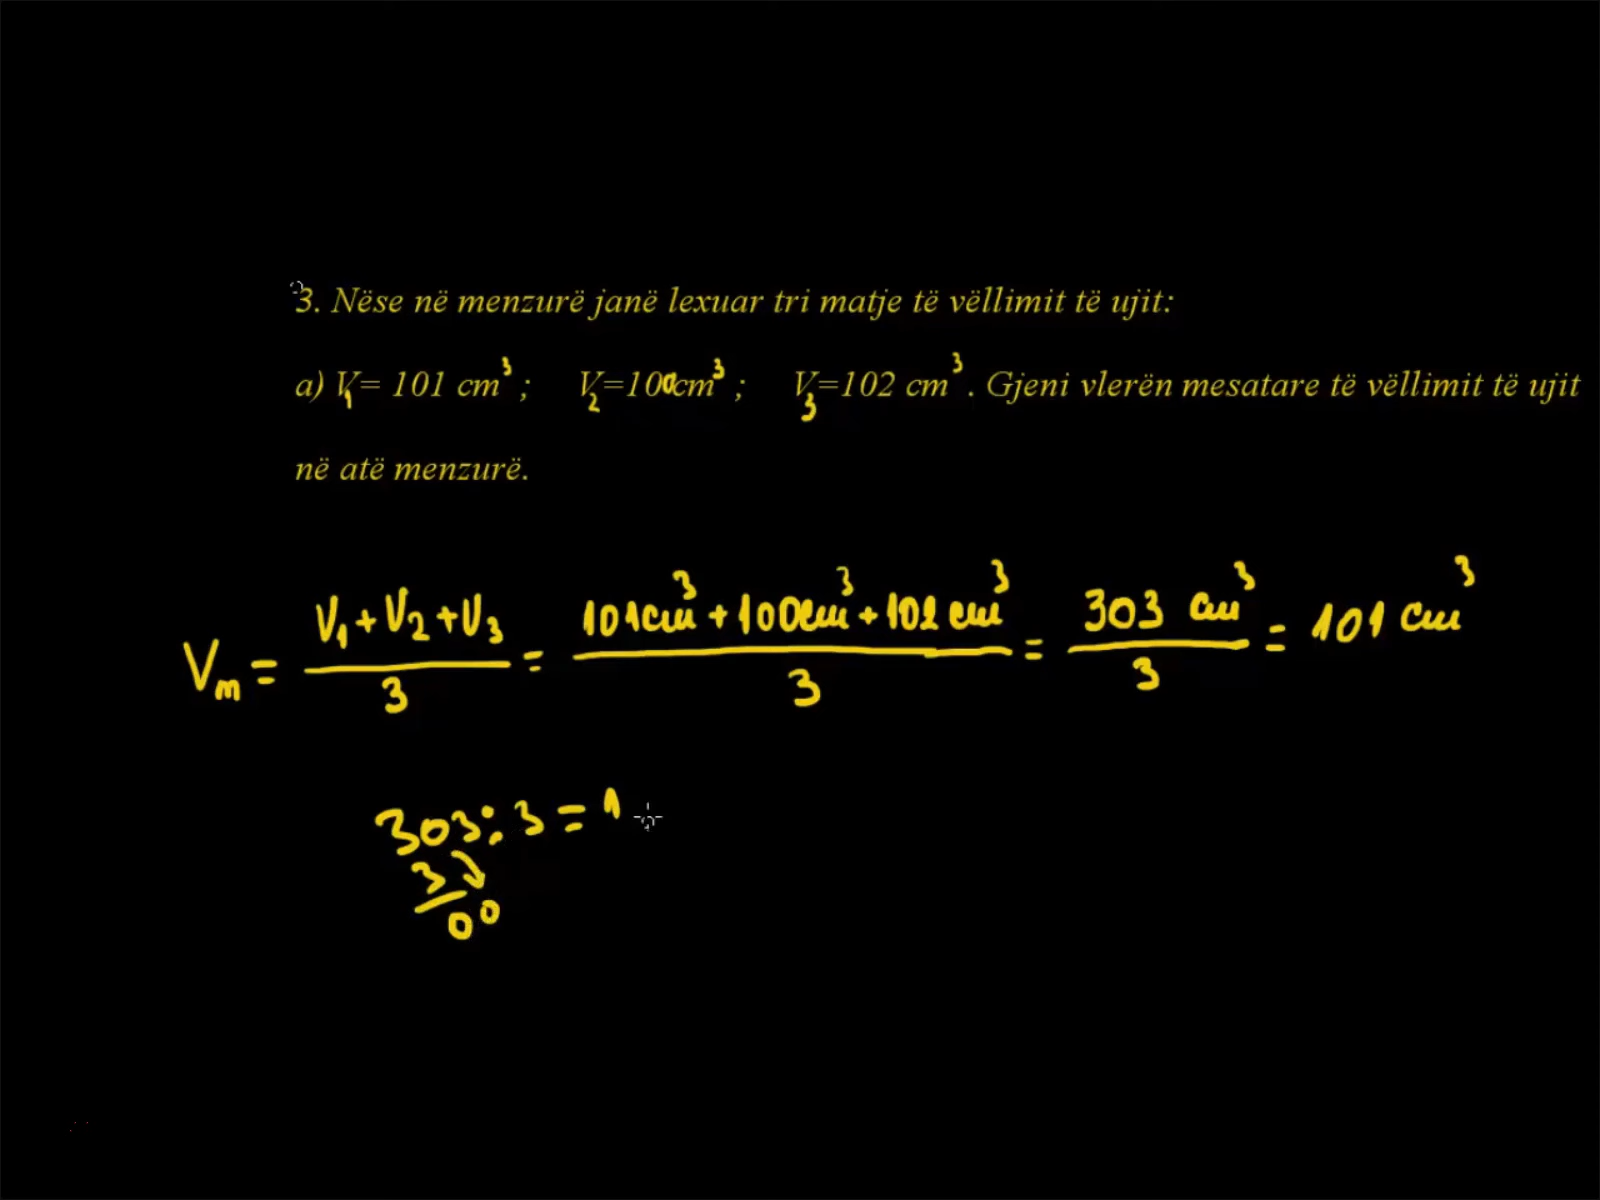 3. Nëse në menzurë janë lexuar tri matje të vëllimit të ujit:
a) V₁= 101 cm³ ; V₂=100cm³ ; V₃=102 cm³ . Gjeni vlerën mesatare të vëllimit të ujit
në atë menzurë.
Vₘ = (V₁+V₂+V₃)/3 = (101cm³+100cm³+102 cm³)/3 = 303 cm³/3 = 101 cm³
303:3=1
3
00